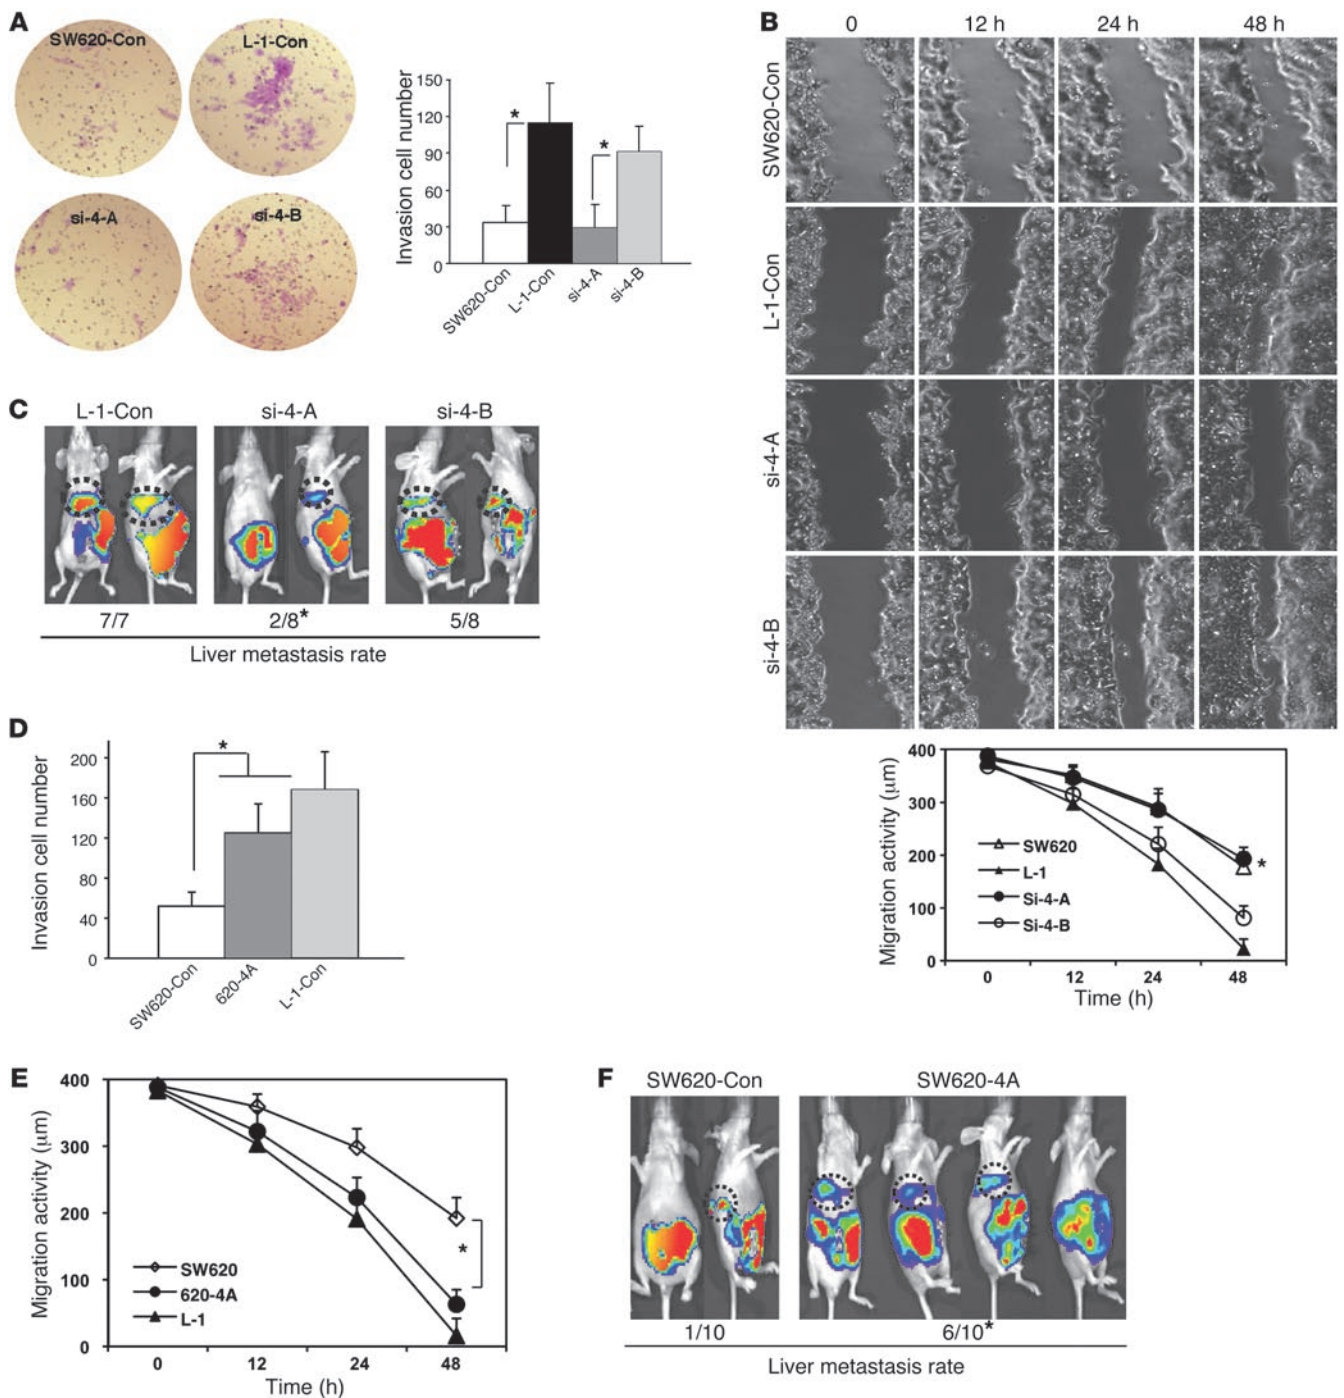 A
SW620-Con
L-1-Con
si-4-A
si-4-B
Invasion cell number
150
120
90
60
30
0
*
*
SW620-Con
L-1-Con
si-4-A
si-4-B
B
0
12 h
24 h
48 h
SW620-Con
L-1-Con
si-4-A
si-4-B
Migration activity (μm)
400
300
200
100
0
SW620
L-1
Si-4-A
Si-4-B
*
0
12
24
48
Time (h)
C
L-1-Con
si-4-A
si-4-B
7/7
2/8*
5/8
Liver metastasis rate
D
Invasion cell number
200
160
120
80
40
0
*
SW620-Con
620-4A
L-1-Con
E
Migration activity (μm)
400
300
200
100
0
SW620
620-4A
L-1
*
0
12
24
48
Time (h)
F
SW620-Con
SW620-4A
1/10
6/10*
Liver metastasis rate